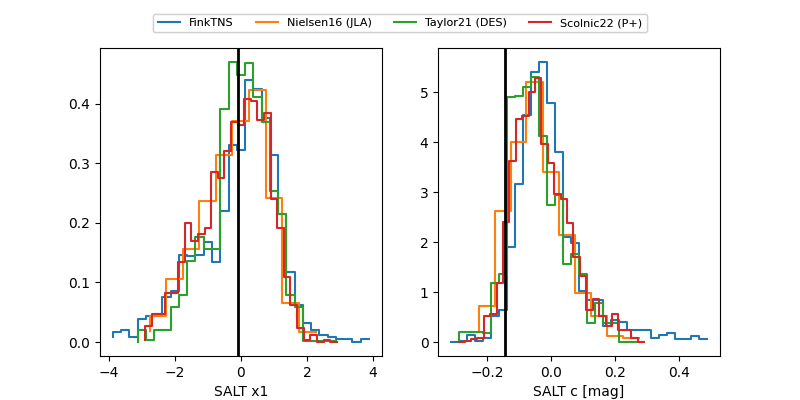 FinkTNS Nielsen16 (JLA) Taylor21 (DES) Scolnic22 (P+)
0.4
0.3
0.2
0.1
0.0
−4 −2 0 2 4
SALT x1
5
4
3
2
1
0
−0.2 0.0 0.2 0.4
SALT c [mag]